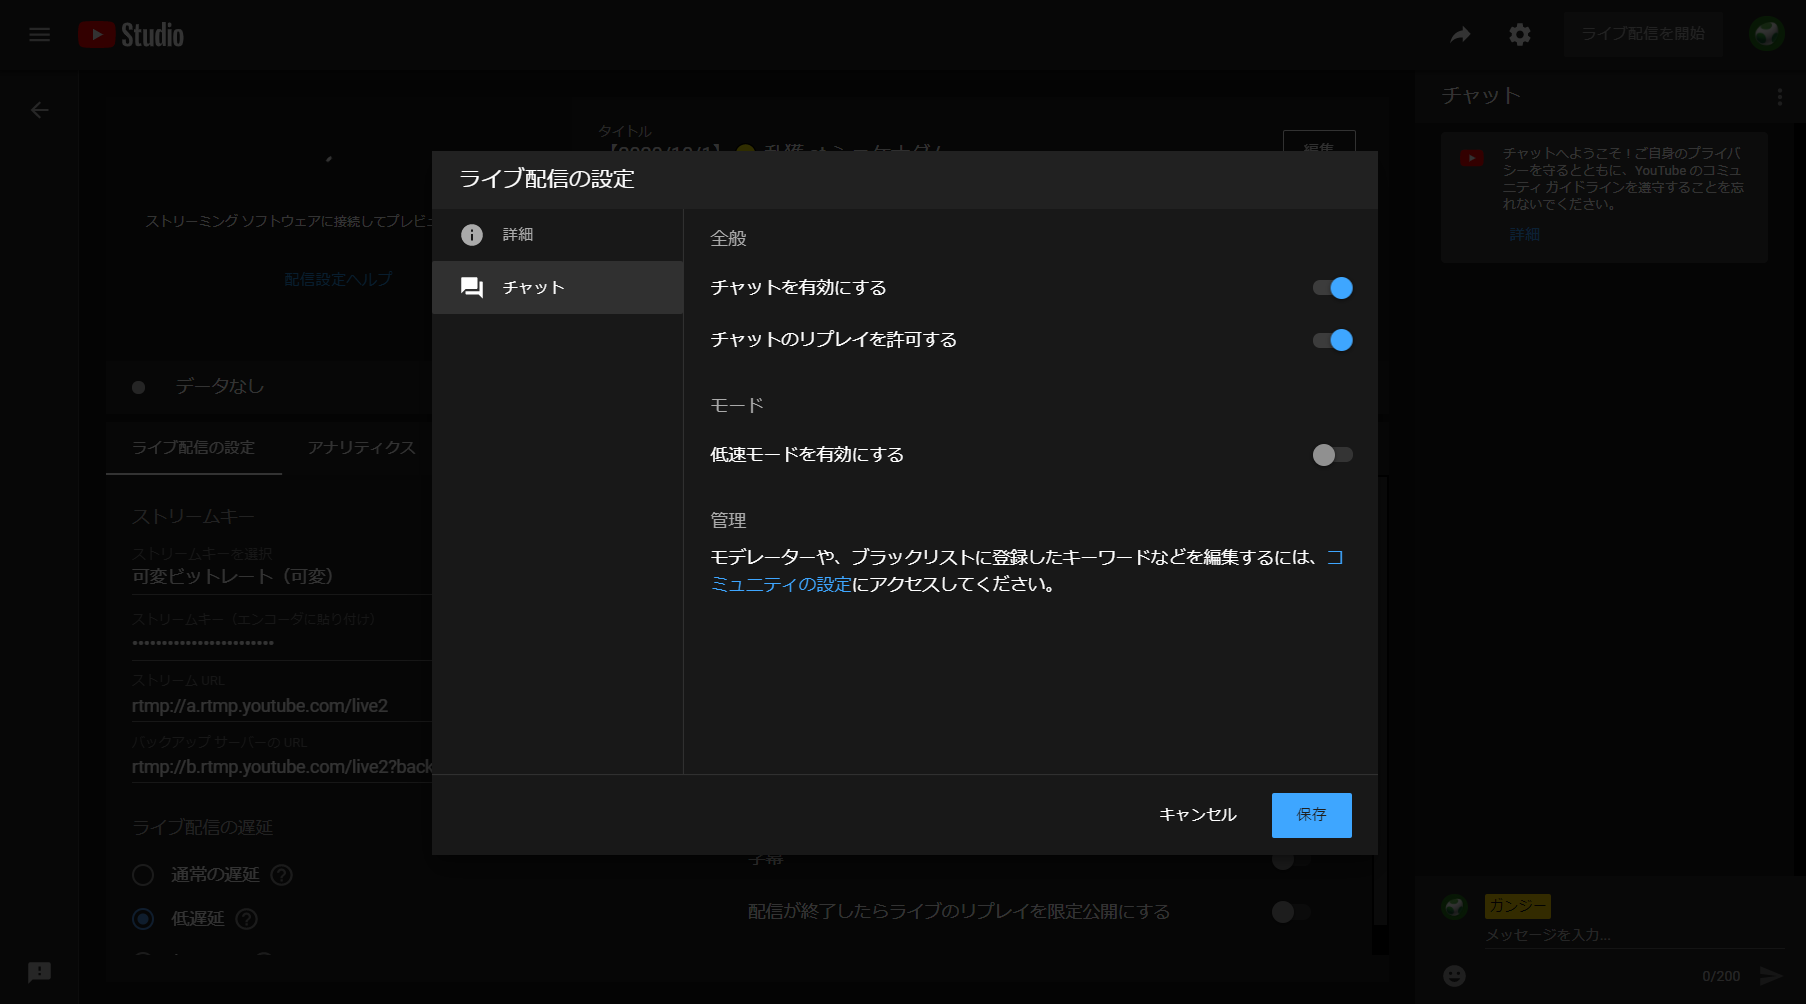 Studio
ライブ配信を開始
タイトル
編集
ストリーミング ソフトウェアに接続してプレビュ
配信設定ヘルプ
データなし
ライブ配信の設定
アナリティクス
ストリームキー
ストリームキーを選択
可変ビットレート（可変）
ストリームキー（エンコーダに貼り付け）
••••••••••••••••••••••••
ストリーム URL
rtmp://a.rtmp.youtube.com/live2
バックアップ サーバーの URL
rtmp://b.rtmp.youtube.com/live2?back
ライブ配信の遅延
通常の遅延
低遅延
ライブ配信の設定
詳細
チャット
全般
チャットを有効にする
チャットのリプレイを許可する
モード
低速モードを有効にする
管理
モデレーターや、ブラックリストに登録したキーワードなどを編集するには、コ
ミュニティの設定にアクセスしてください。
キャンセル
保存
字幕
配信が終了したらライブのリプレイを限定公開にする
チャット
チャットへようこそ！ご自身のプライバ
シーを守るとともに、YouTube のコミュ
ニティ ガイドラインを遵守することを忘
れないでください。
詳細
ガンジー
メッセージを入力...
0/200